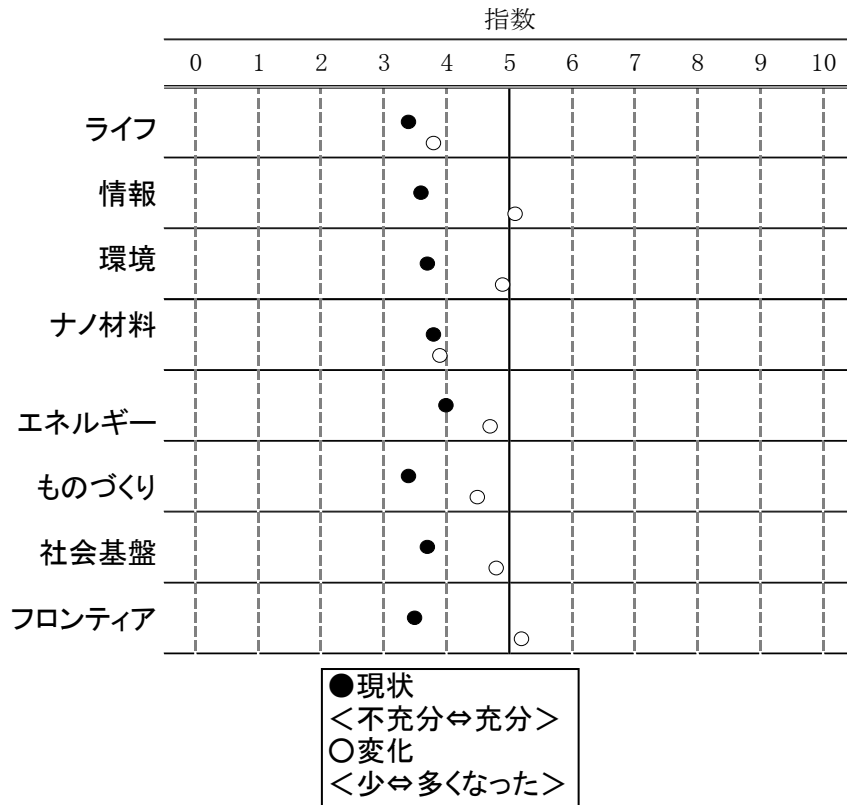 指数
0 1 2 3 4 5 6 7 8 9 10
ライフ
情報
環境
ナノ材料
エネルギー
ものづくり
社会基盤
フロンティア
●現状
＜不充分⇔充分＞
○変化
＜少⇔多くなった＞